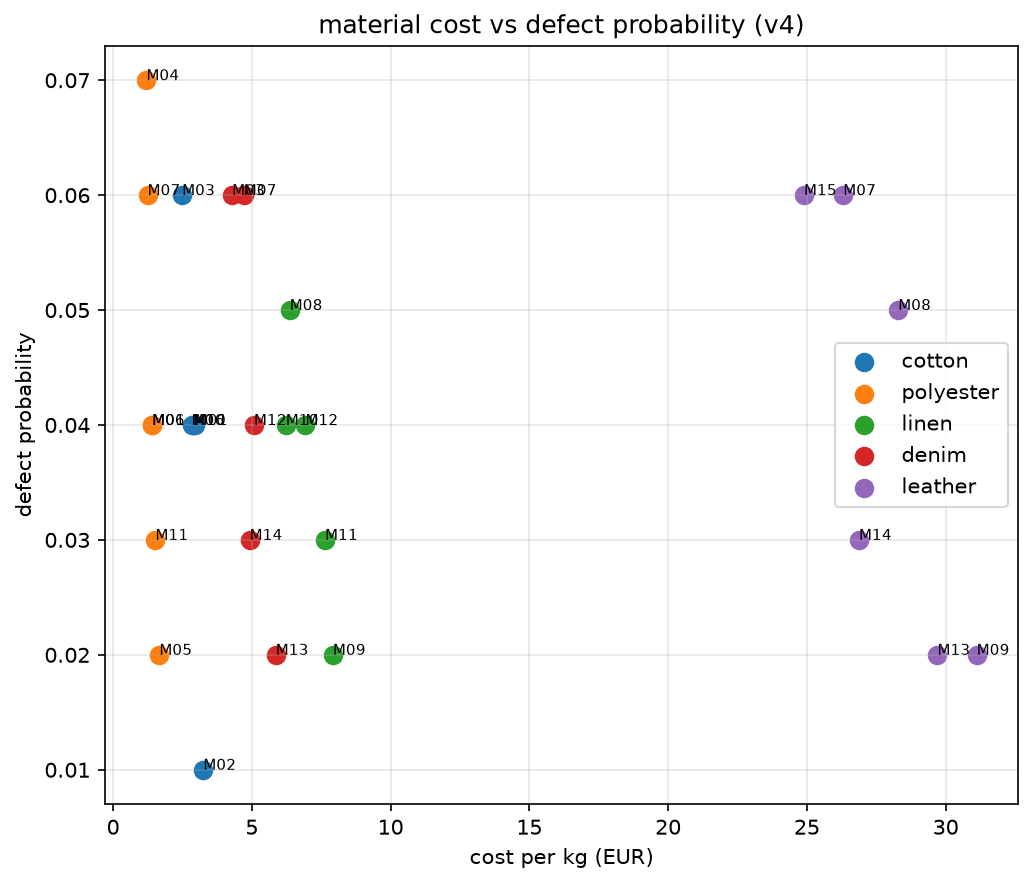 material cost vs defect probability (v4)
0.07
M04
0.06
M07
M03
M07
M15
M07
M08
0.05
M08
defect probability
cotton
polyester
linen
denim
leather
0.04
M12
M12
0.03
M11
M14
M11
M14
0.02
M05
M13
M09
M13
M09
0.01
M02
0
5
10
15
20
25
30
cost per kg (EUR)